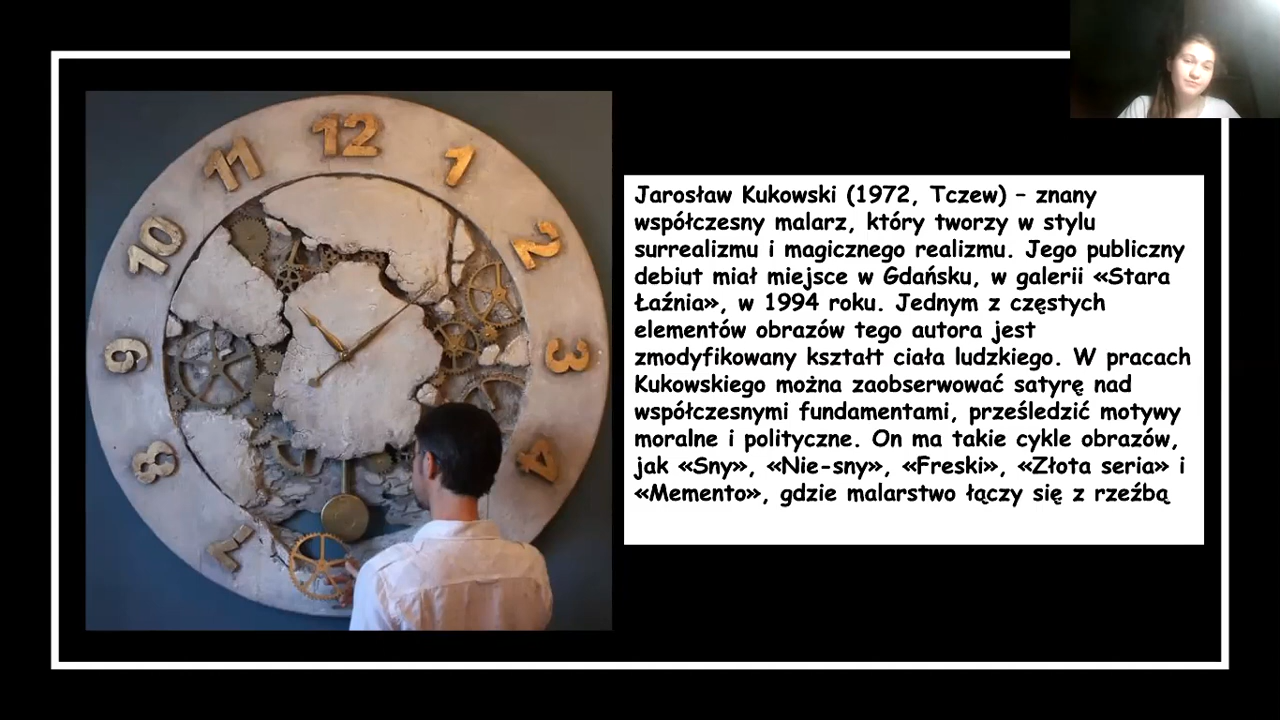 12
11
1
10
2
9
3
8
4
7
Jarosław Kukowski (1972, Tczew) – znany
współczesny malarz, który tworzy w stylu
surrealizmu i magicznego realizmu. Jego publiczny
debiut miał miejsce w Gdańsku, w galerii «Stara
Łaźnia», w 1994 roku. Jednym z częstych
elementów obrazów tego autora jest
zmodyfikowany kształt ciała ludzkiego. W pracach
Kukowskiego można zaobserwować satyrę nad
współczesnymi fundamentami, prześledzić motywy
moralne i polityczne. On ma takie cykle obrazów,
jak «Sny», «Nie-sny», «Freski», «Złota seria» i
«Memento», gdzie malarstwo łączy się z rzeźbą